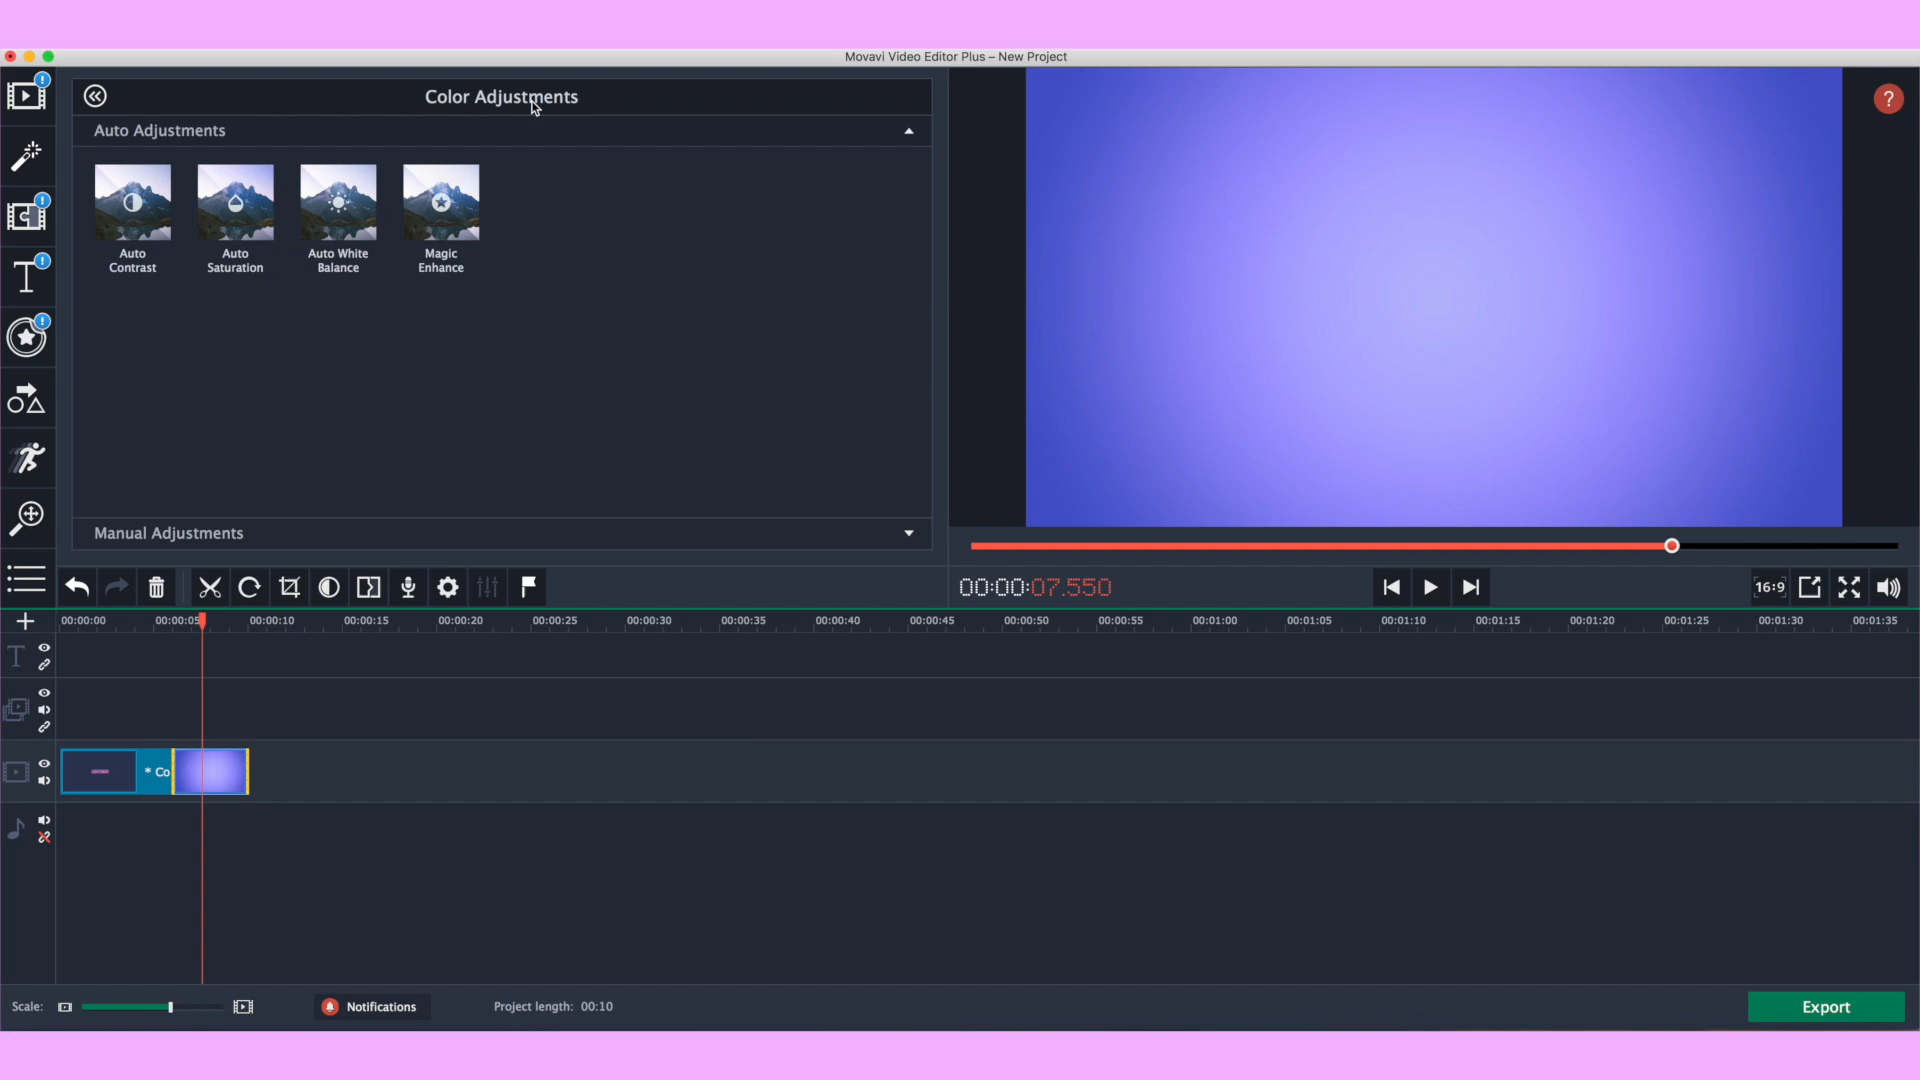 Movavi Video Editor Plus – New Project
Color Adjustments
Auto Adjustments
Auto Contrast
Auto Saturation
Auto White Balance
Magic Enhance
Manual Adjustments
00:00:07.550
16:9
00:00:00 00:00:05 00:00:10 00:00:15 00:00:20 00:00:25 00:00:30 00:00:35 00:00:40 00:00:45 00:00:50 00:00:55 00:01:00 00:01:05 00:01:10 00:01:15 00:01:20 00:01:25 00:01:30 00:01:35
* Co
Scale:
Notifications
Project length: 00:10
Export